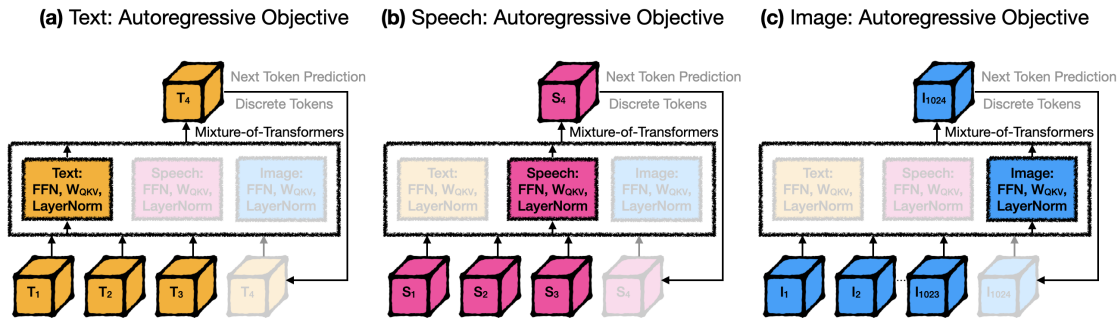 (a) Text: Autoregressive Objective
T4
Next Token Prediction
Discrete Tokens
Mixture-of-Transformers
Text:
FFN, WQKV,
LayerNorm
Speech:
FFN, WQKV,
LayerNorm
Image:
FFN, WQKV,
LayerNorm
T1
T2
T3
T4
(b) Speech: Autoregressive Objective
S4
Next Token Prediction
Discrete Tokens
Mixture-of-Transformers
Text:
FFN, WQKV,
LayerNorm
Speech:
FFN, WQKV,
LayerNorm
Image:
FFN, WQKV,
LayerNorm
S1
S2
S3
S4
(c) Image: Autoregressive Objective
I1024
Next Token Prediction
Discrete Tokens
Mixture-of-Transformers
Text:
FFN, WQKV,
LayerNorm
Speech:
FFN, WQKV,
LayerNorm
Image:
FFN, WQKV,
LayerNorm
I1
I2
...
I1023
I1024